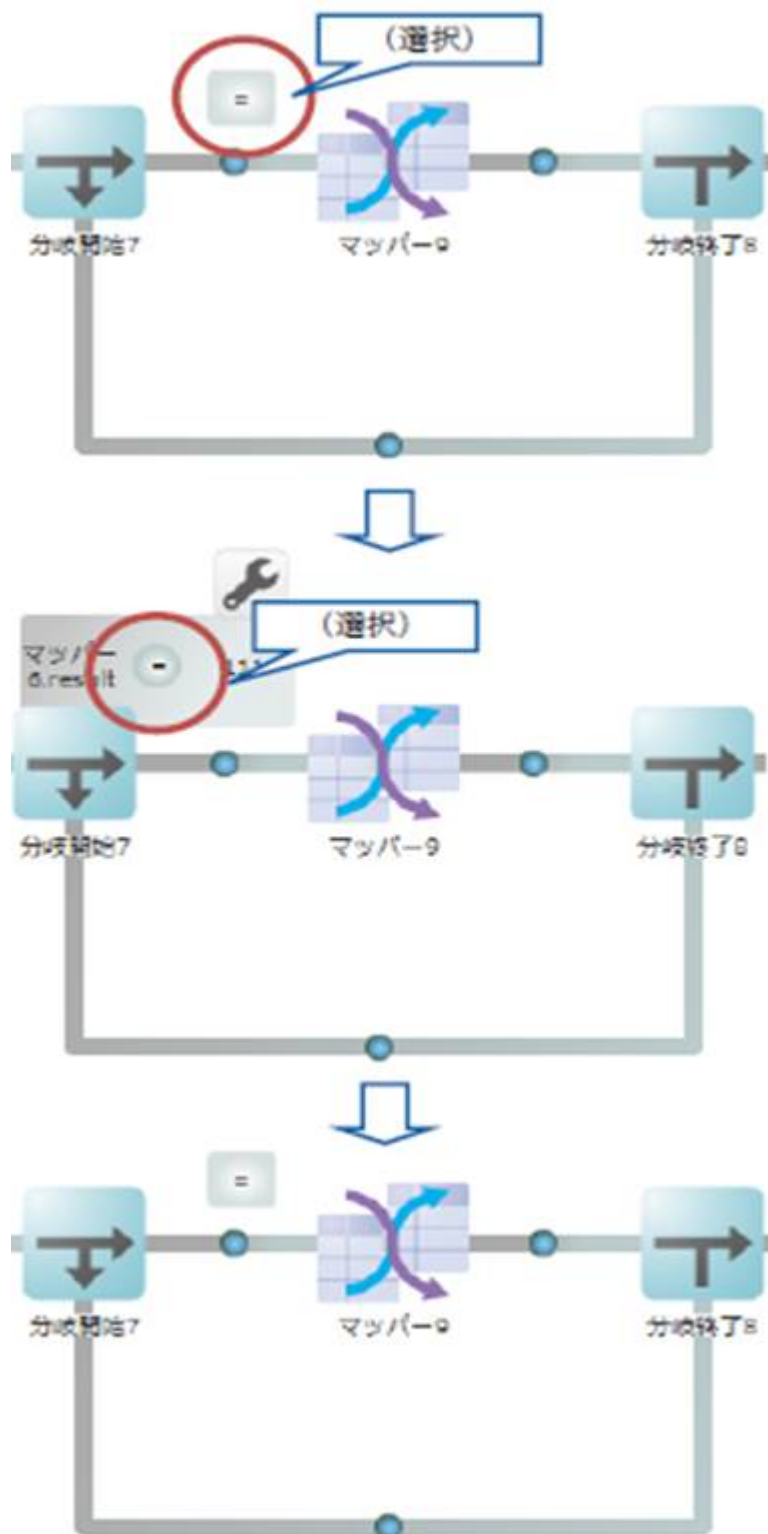 (選択)
=
分岐開始7
マッパー9
分岐終了8
(選択)
マッパー
6.result
=
分岐開始7
マッパー9
分岐終了8
=
分岐開始7
マッパー9
分岐終了8